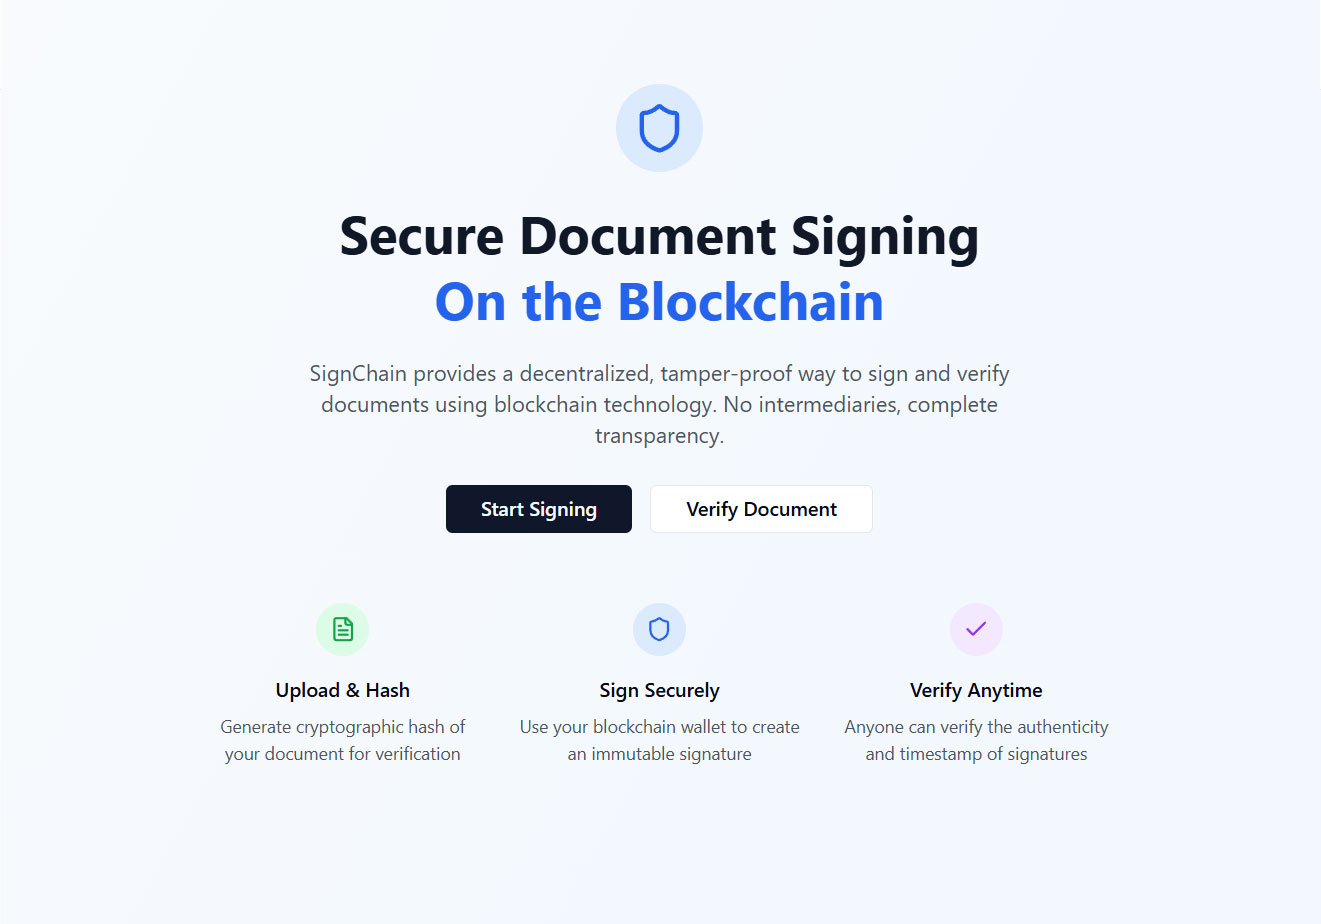 Secure Document Signing
On the Blockchain
SignChain provides a decentralized, tamper-proof way to sign and verify
documents using blockchain technology. No intermediaries, complete
transparency.
Start Signing
Verify Document
Upload & Hash
Generate cryptographic hash of
your document for verification
Sign Securely
Use your blockchain wallet to create
an immutable signature
Verify Anytime
Anyone can verify the authenticity
and timestamp of signatures